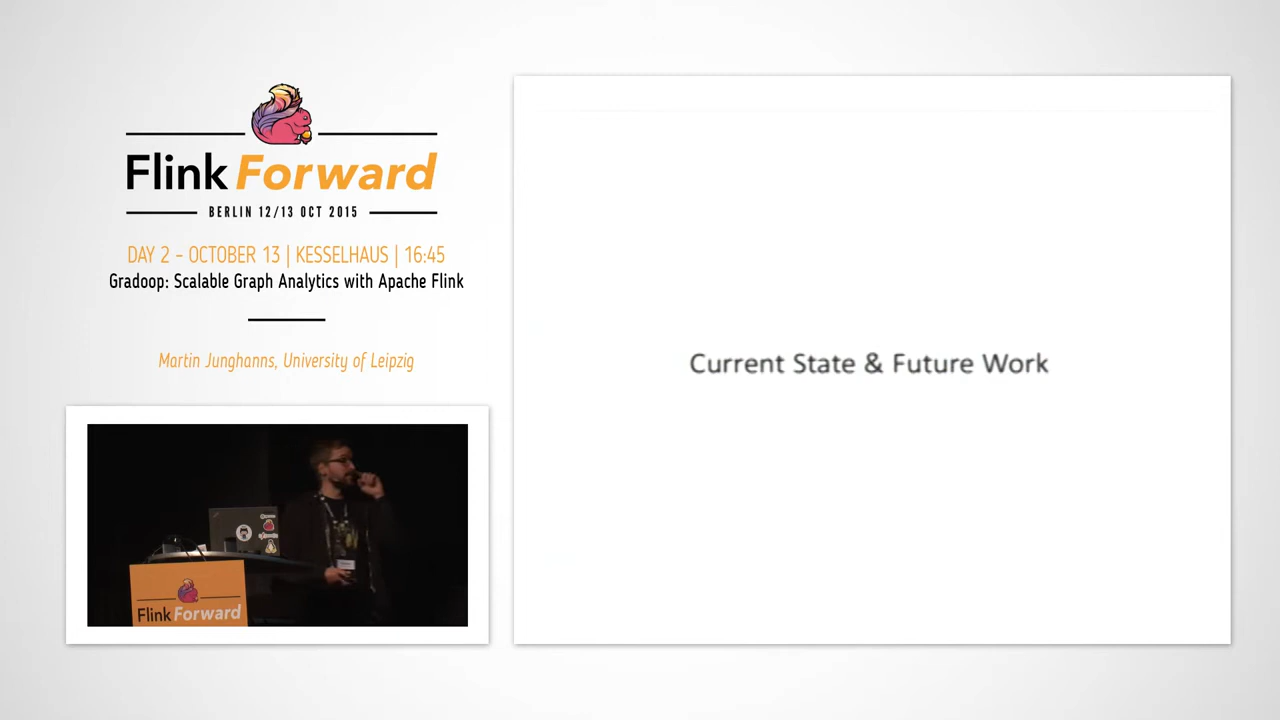 Flink Forward
BERLIN 12/13 OCT 2015
DAY 2 - OCTOBER 13 | KESSELHAUS | 16:45
Gradoop: Scalable Graph Analytics with Apache Flink
Martin Junghanns, University of Leipzig
Flink Forward
Current State & Future Work